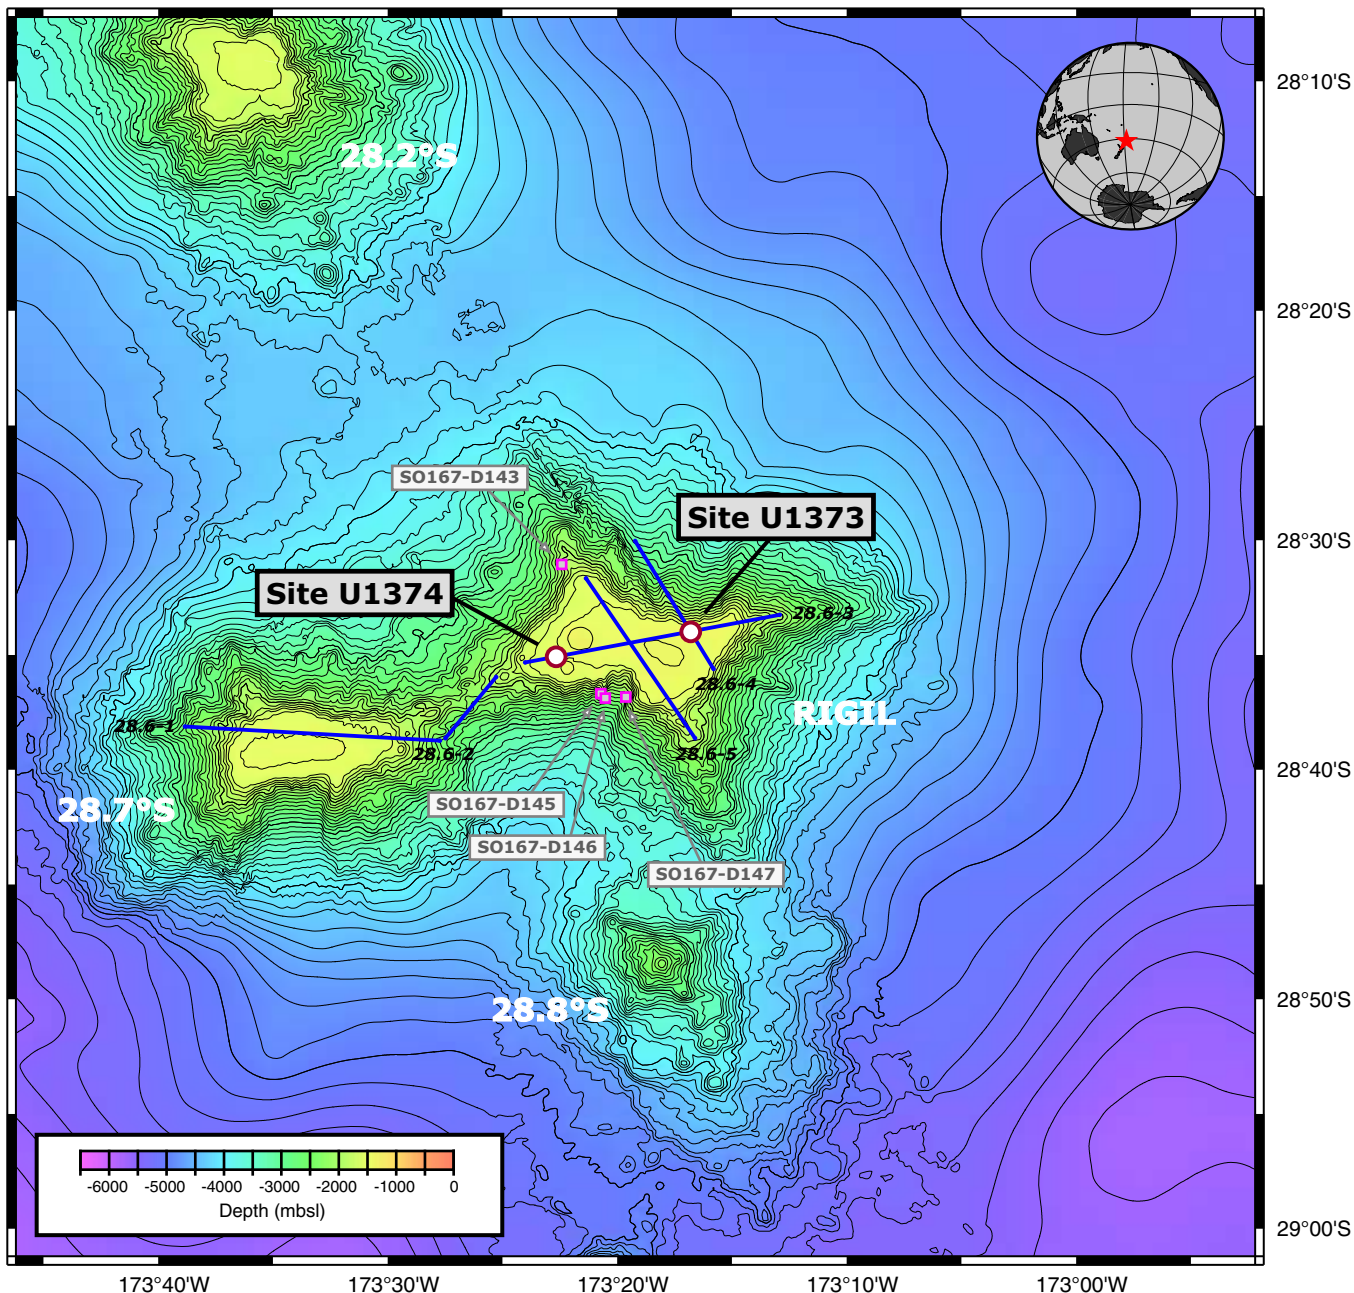 28°10'S
28.2°S
28°20'S
SO167-D143
Site U1373
28°30'S
Site U1374
28.6-3
28.6-4
RIGIL
28.6-1
28.6-2
28.6-5
28°40'S
28.7°S
SO167-D145
SO167-D146
SO167-D147
28°50'S
28.8°S
-6000 -5000 -4000 -3000 -2000 -1000 0
Depth (mbsl)
29°00'S
173°40'W 173°30'W 173°20'W 173°10'W 173°00'W